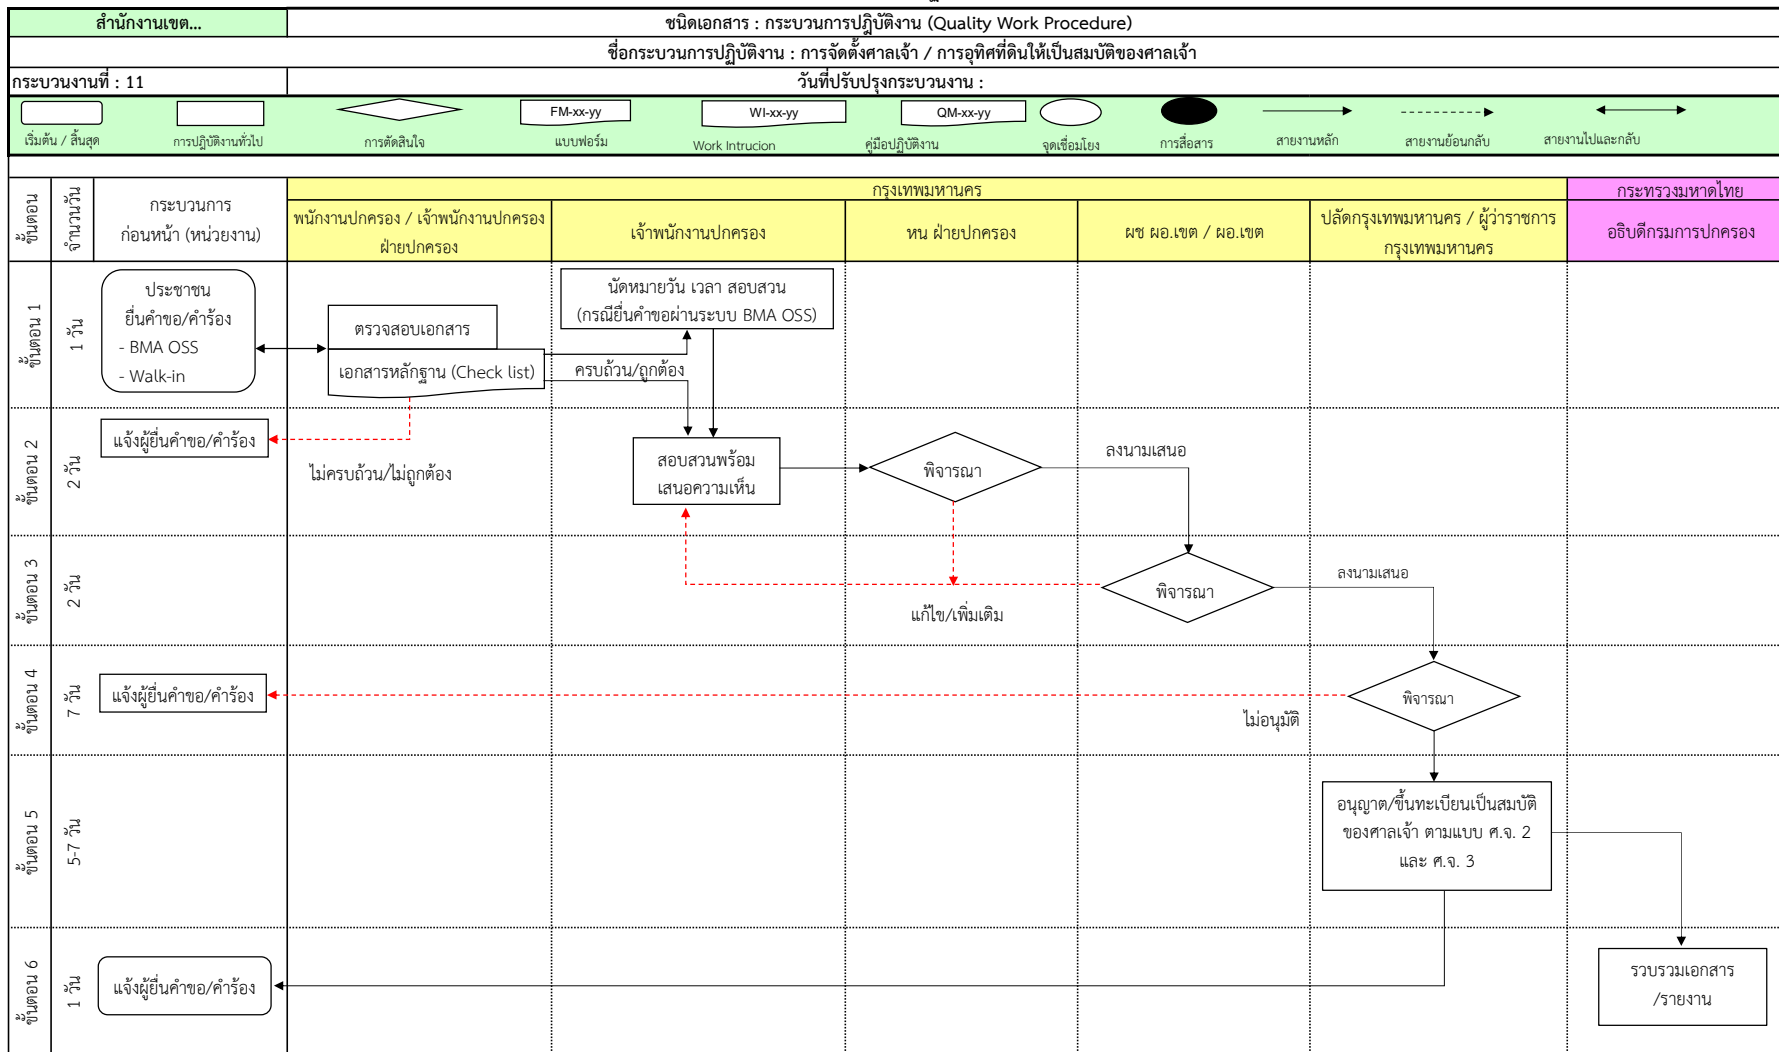 สำนักงานเขต...
ชนิดเอกสาร : กระบวนการปฏิบัติงาน (Quality Work Procedure)
ชื่อกระบวนการปฏิบัติงาน : การจัดตั้งศาลเจ้า / การอุทิศที่ดินให้เป็นสมบัติของศาลเจ้า
กระบวนงานที่ : 11
วันที่ปรับปรุงกระบวนงาน :
FM-xx-yy
WI-xx-yy
QM-xx-yy
เริ่มต้น / สิ้นสุด
การปฏิบัติงานทั่วไป
การตัดสินใจ
แบบฟอร์ม
Work Intrucion
คู่มือปฏิบัติงาน
จุดเชื่อมโยง
การสื่อสาร
สายงานหลัก
สายงานย้อนกลับ
สายงานไปและกลับ
ขั้นตอน
จำนวนวัน
กระบวนการ
ก่อนหน้า (หน่วยงาน)
กรุงเทพมหานคร
กระทรวงมหาดไทย
พนักงานปกครอง / เจ้าพนักงานปกครอง
ฝ่ายปกครอง
เจ้าพนักงานปกครอง
หน ฝ่ายปกครอง
ผช ผอ.เขต / ผอ.เขต
ปลัดกรุงเทพมหานคร / ผู้ว่าราชการ
กรุงเทพมหานคร
อธิบดีกรมการปกครอง
ขั้นตอน 1
1 วัน
ประชาชน
ยื่นคำขอ/คำร้อง
- BMA OSS
- Walk-in
ตรวจสอบเอกสาร
เอกสารหลักฐาน (Check list)
นัดหมายวัน เวลา สอบสวน
(กรณียื่นคำขอผ่านระบบ BMA OSS)
ครบถ้วน/ถูกต้อง
ขั้นตอน 2
2 วัน
แจ้งผู้ยื่นคำขอ/คำร้อง
ไม่ครบถ้วน/ไม่ถูกต้อง
สอบสวนพร้อม
เสนอความเห็น
พิจารณา
ลงนามเสนอ
ขั้นตอน 3
2 วัน
แก้ไข/เพิ่มเติม
พิจารณา
ลงนามเสนอ
ขั้นตอน 4
7 วัน
แจ้งผู้ยื่นคำขอ/คำร้อง
ไม่อนุมัติ
พิจารณา
ขั้นตอน 5
5-7 วัน
อนุญาต/ขึ้นทะเบียนเป็นสมบัติ
ของศาลเจ้า ตามแบบ ศ.จ. 2
และ ศ.จ. 3
ขั้นตอน 6
1 วัน
แจ้งผู้ยื่นคำขอ/คำร้อง
รวบรวมเอกสาร
/รายงาน